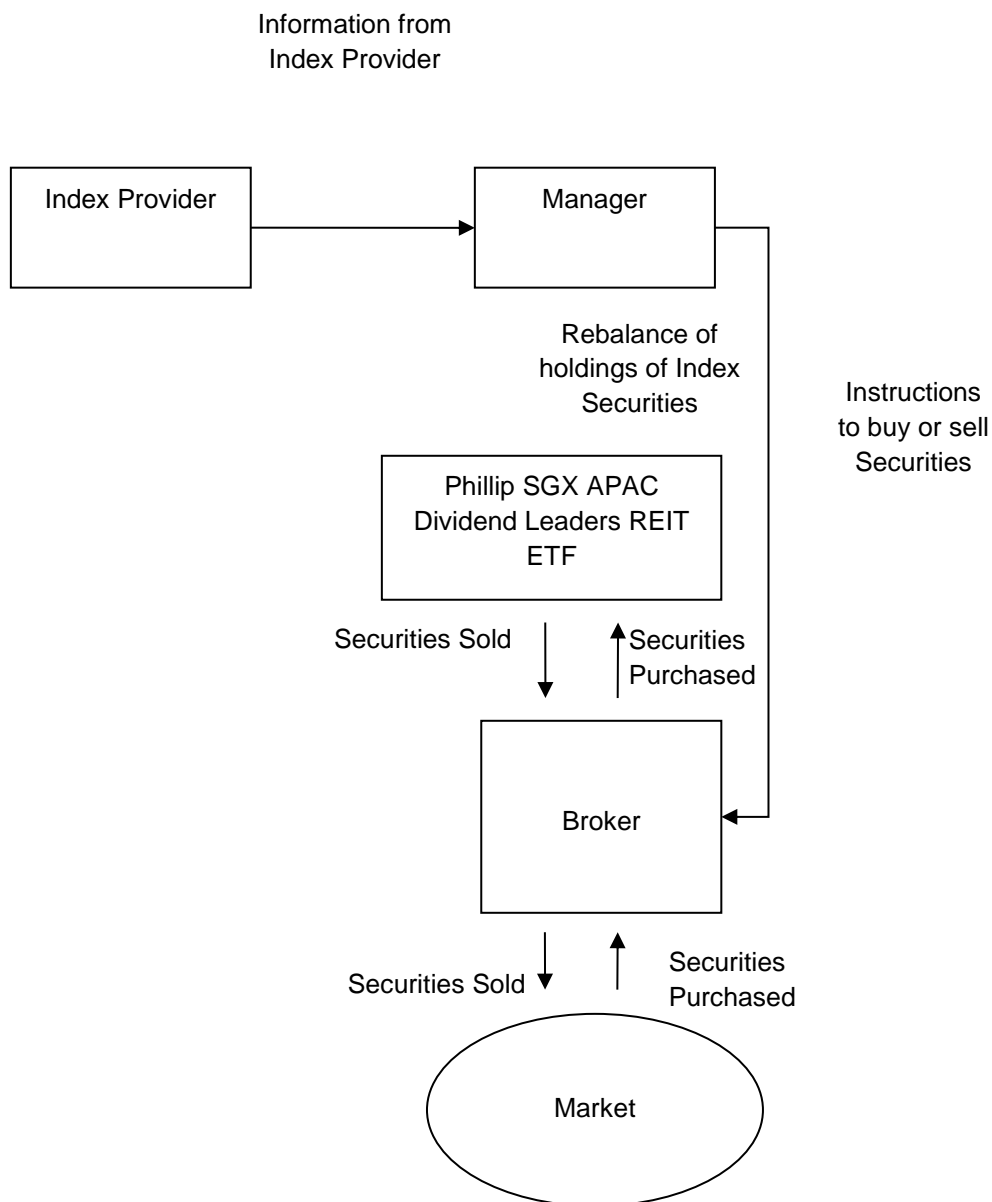 Information from
Index Provider
Index Provider
Manager
Rebalance of
holdings of Index
Securities
Instructions
to buy or sell
Securities
Phillip SGX APAC
Dividend Leaders REIT
ETF
Securities Sold
Securities
Purchased
Broker
Securities Sold
Securities
Purchased
Market